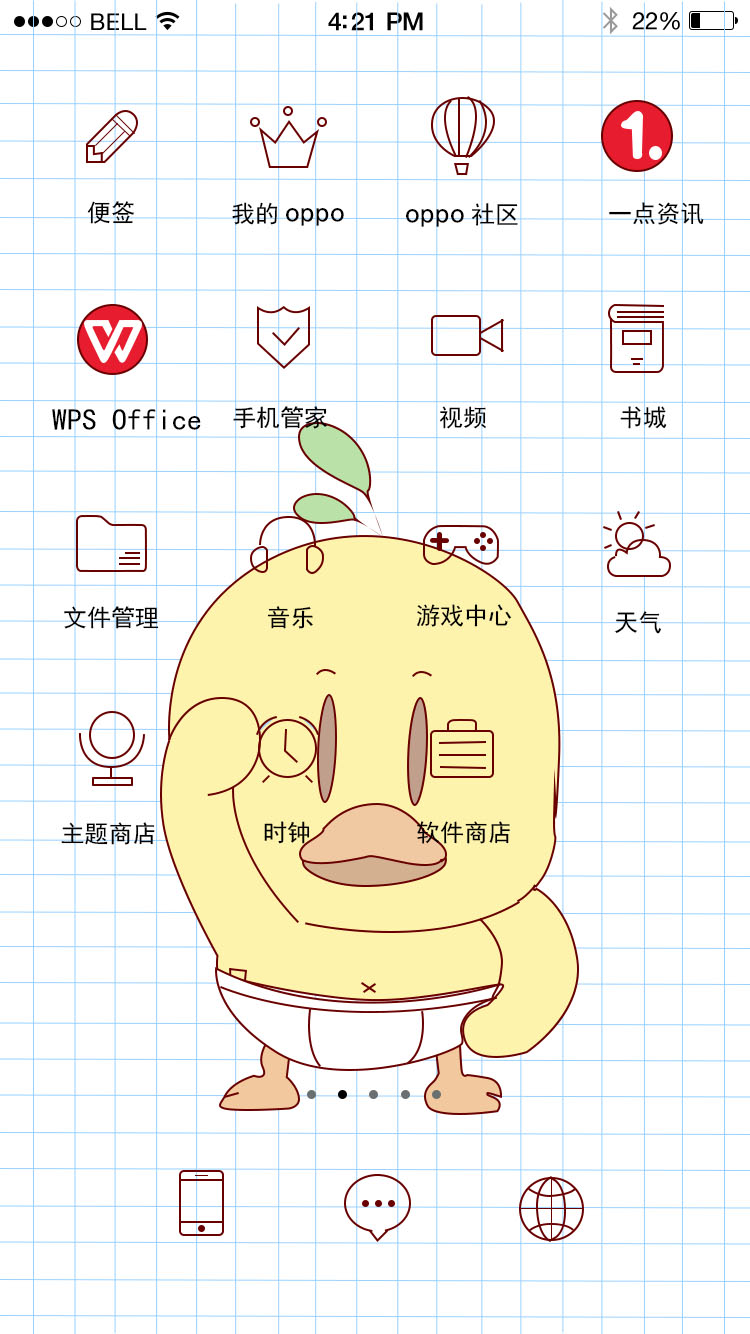 BELL 4:21 PM 22%
1.
便签 我的 oppo oppo 社区 一点资讯
W
WPS Office 手机管家 视频 书城
文件管理 音乐 游戏中心 天气
主题商店 时钟 软件商店